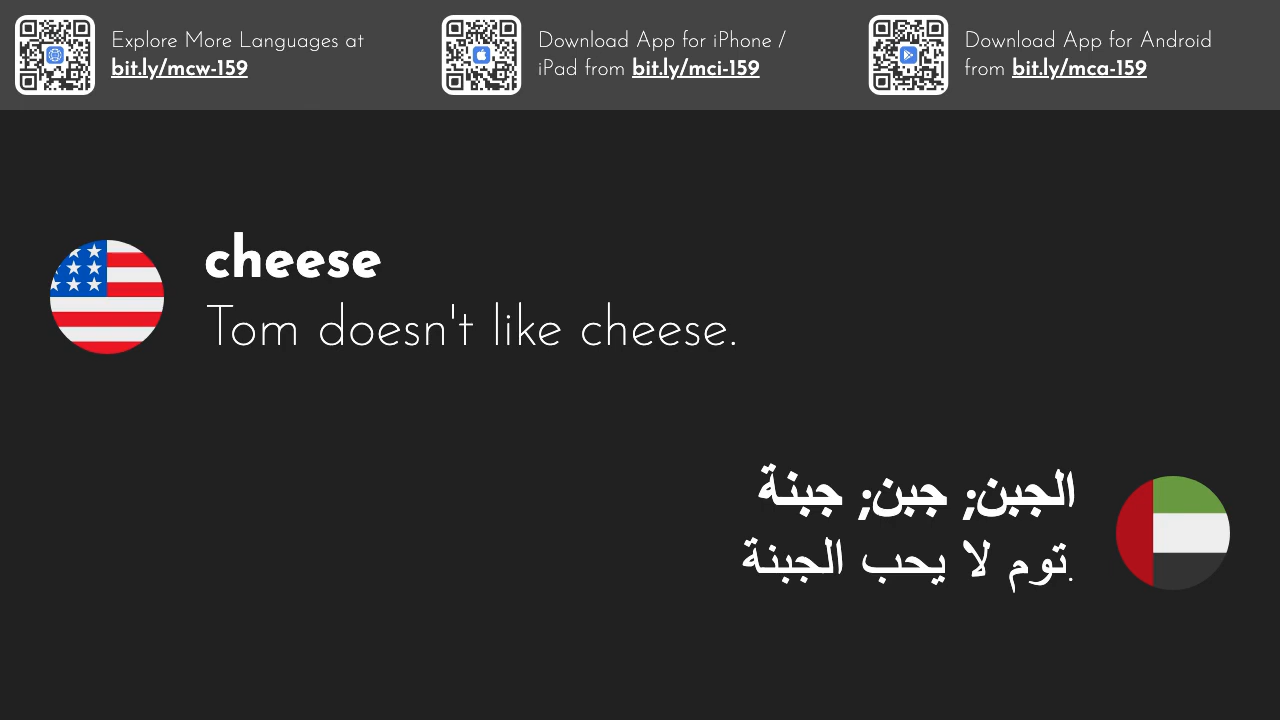 Explore More Languages at
bit.ly/mcw-159
Download App for iPhone /
iPad from bit.ly/mci-159
Download App for Android
from bit.ly/mca-159
cheese
Tom doesn't like cheese.
الجبن; جبن; جبنة
توم لا يحب الجبنة.